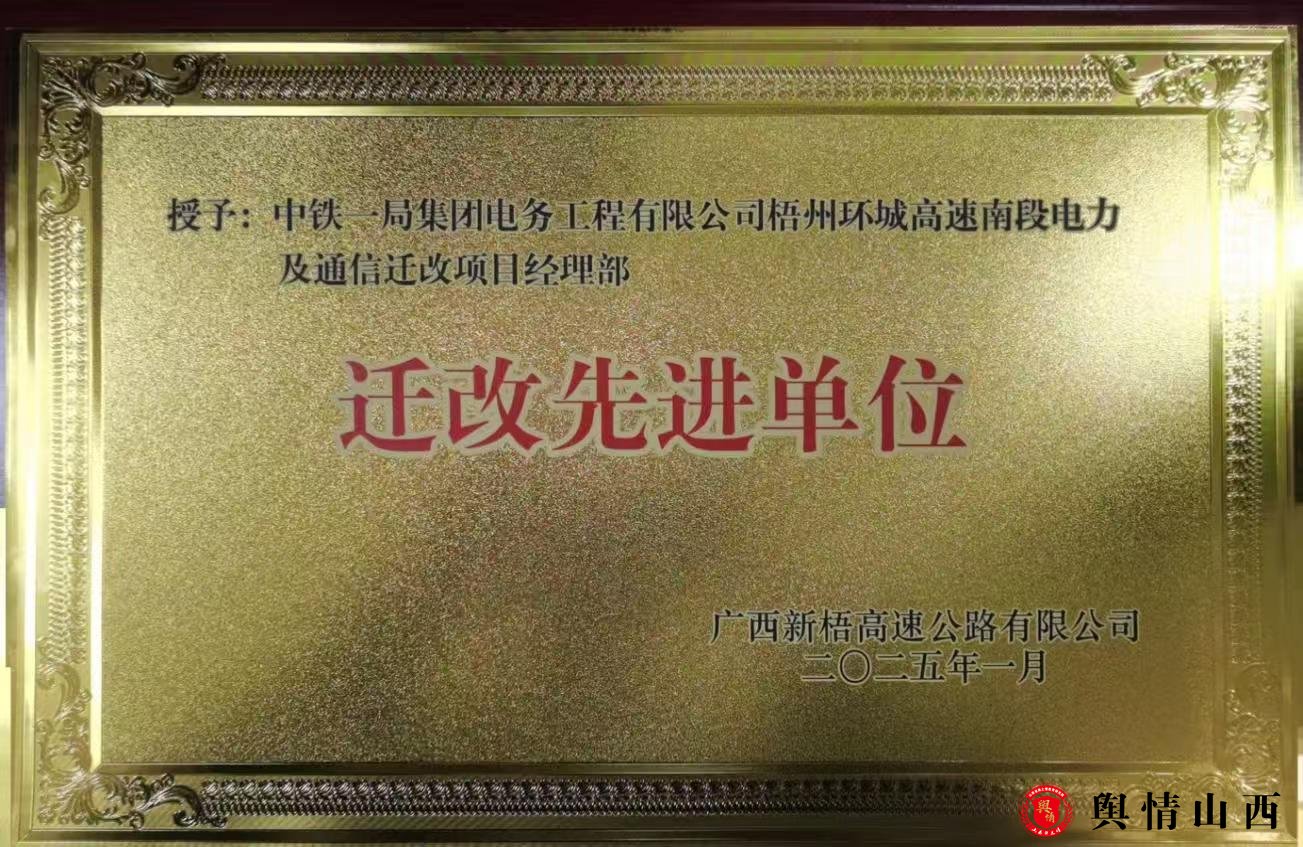 授予：中铁一局集团电务工程有限公司梧州环城高速南段电力
及通信迁改项目经理部
迁改先进单位
广西新梧高速公路有限公司
二〇二五年一月
舆情
舆情山西